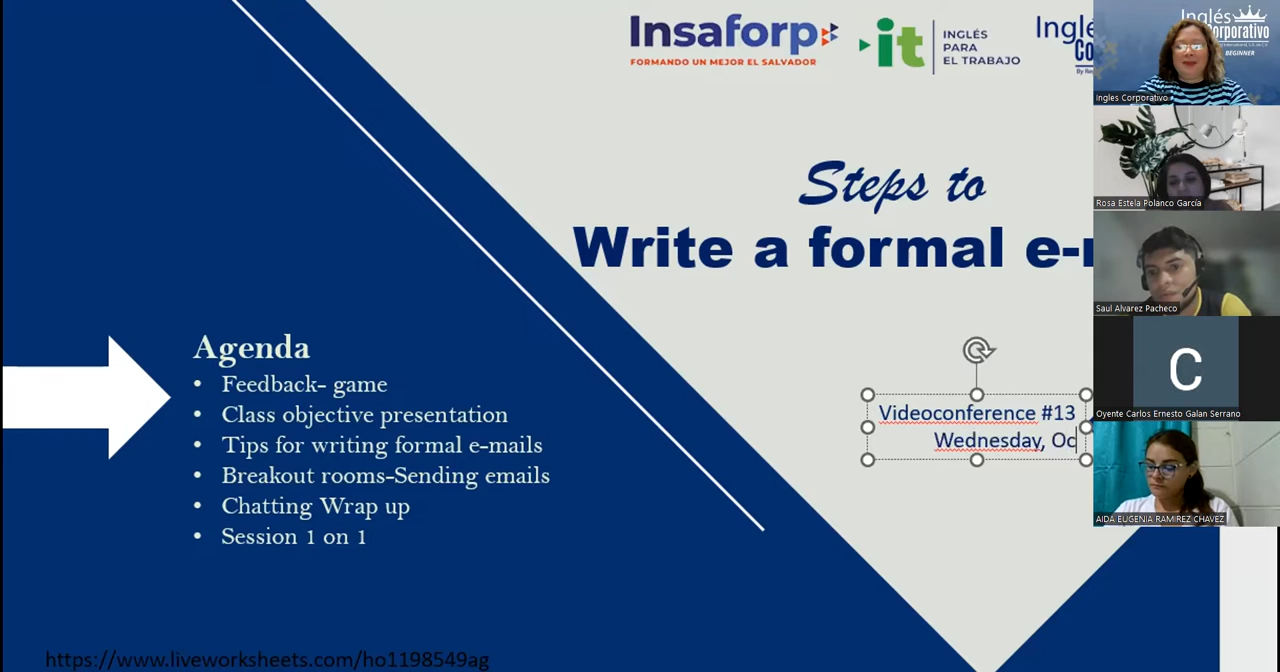 Insaforp
FORMANDO UN MEJOR EL SALVADOR
it
INGLÉS
PARA
EL TRABAJO
Steps to
Write a formal
Agenda
• Feedback- game
• Class objective presentation
• Tips for writing formal e-mails
• Breakout rooms-Sending emails
• Chatting Wrap up
• Session 1 on 1
Videoconference #13
Wednesday, Oc
https://www.liveworksheets.com/ho1198549ag
Inglés
Corporativo
BEGINNER
Ingles Corporativo
Rosa Estela Polanco García
Saul Alvarez Pacheco
C
Oyente Carlos Ernesto Galan Serrano
AIDA EUGENIA RAMIREZ CHAVEZ